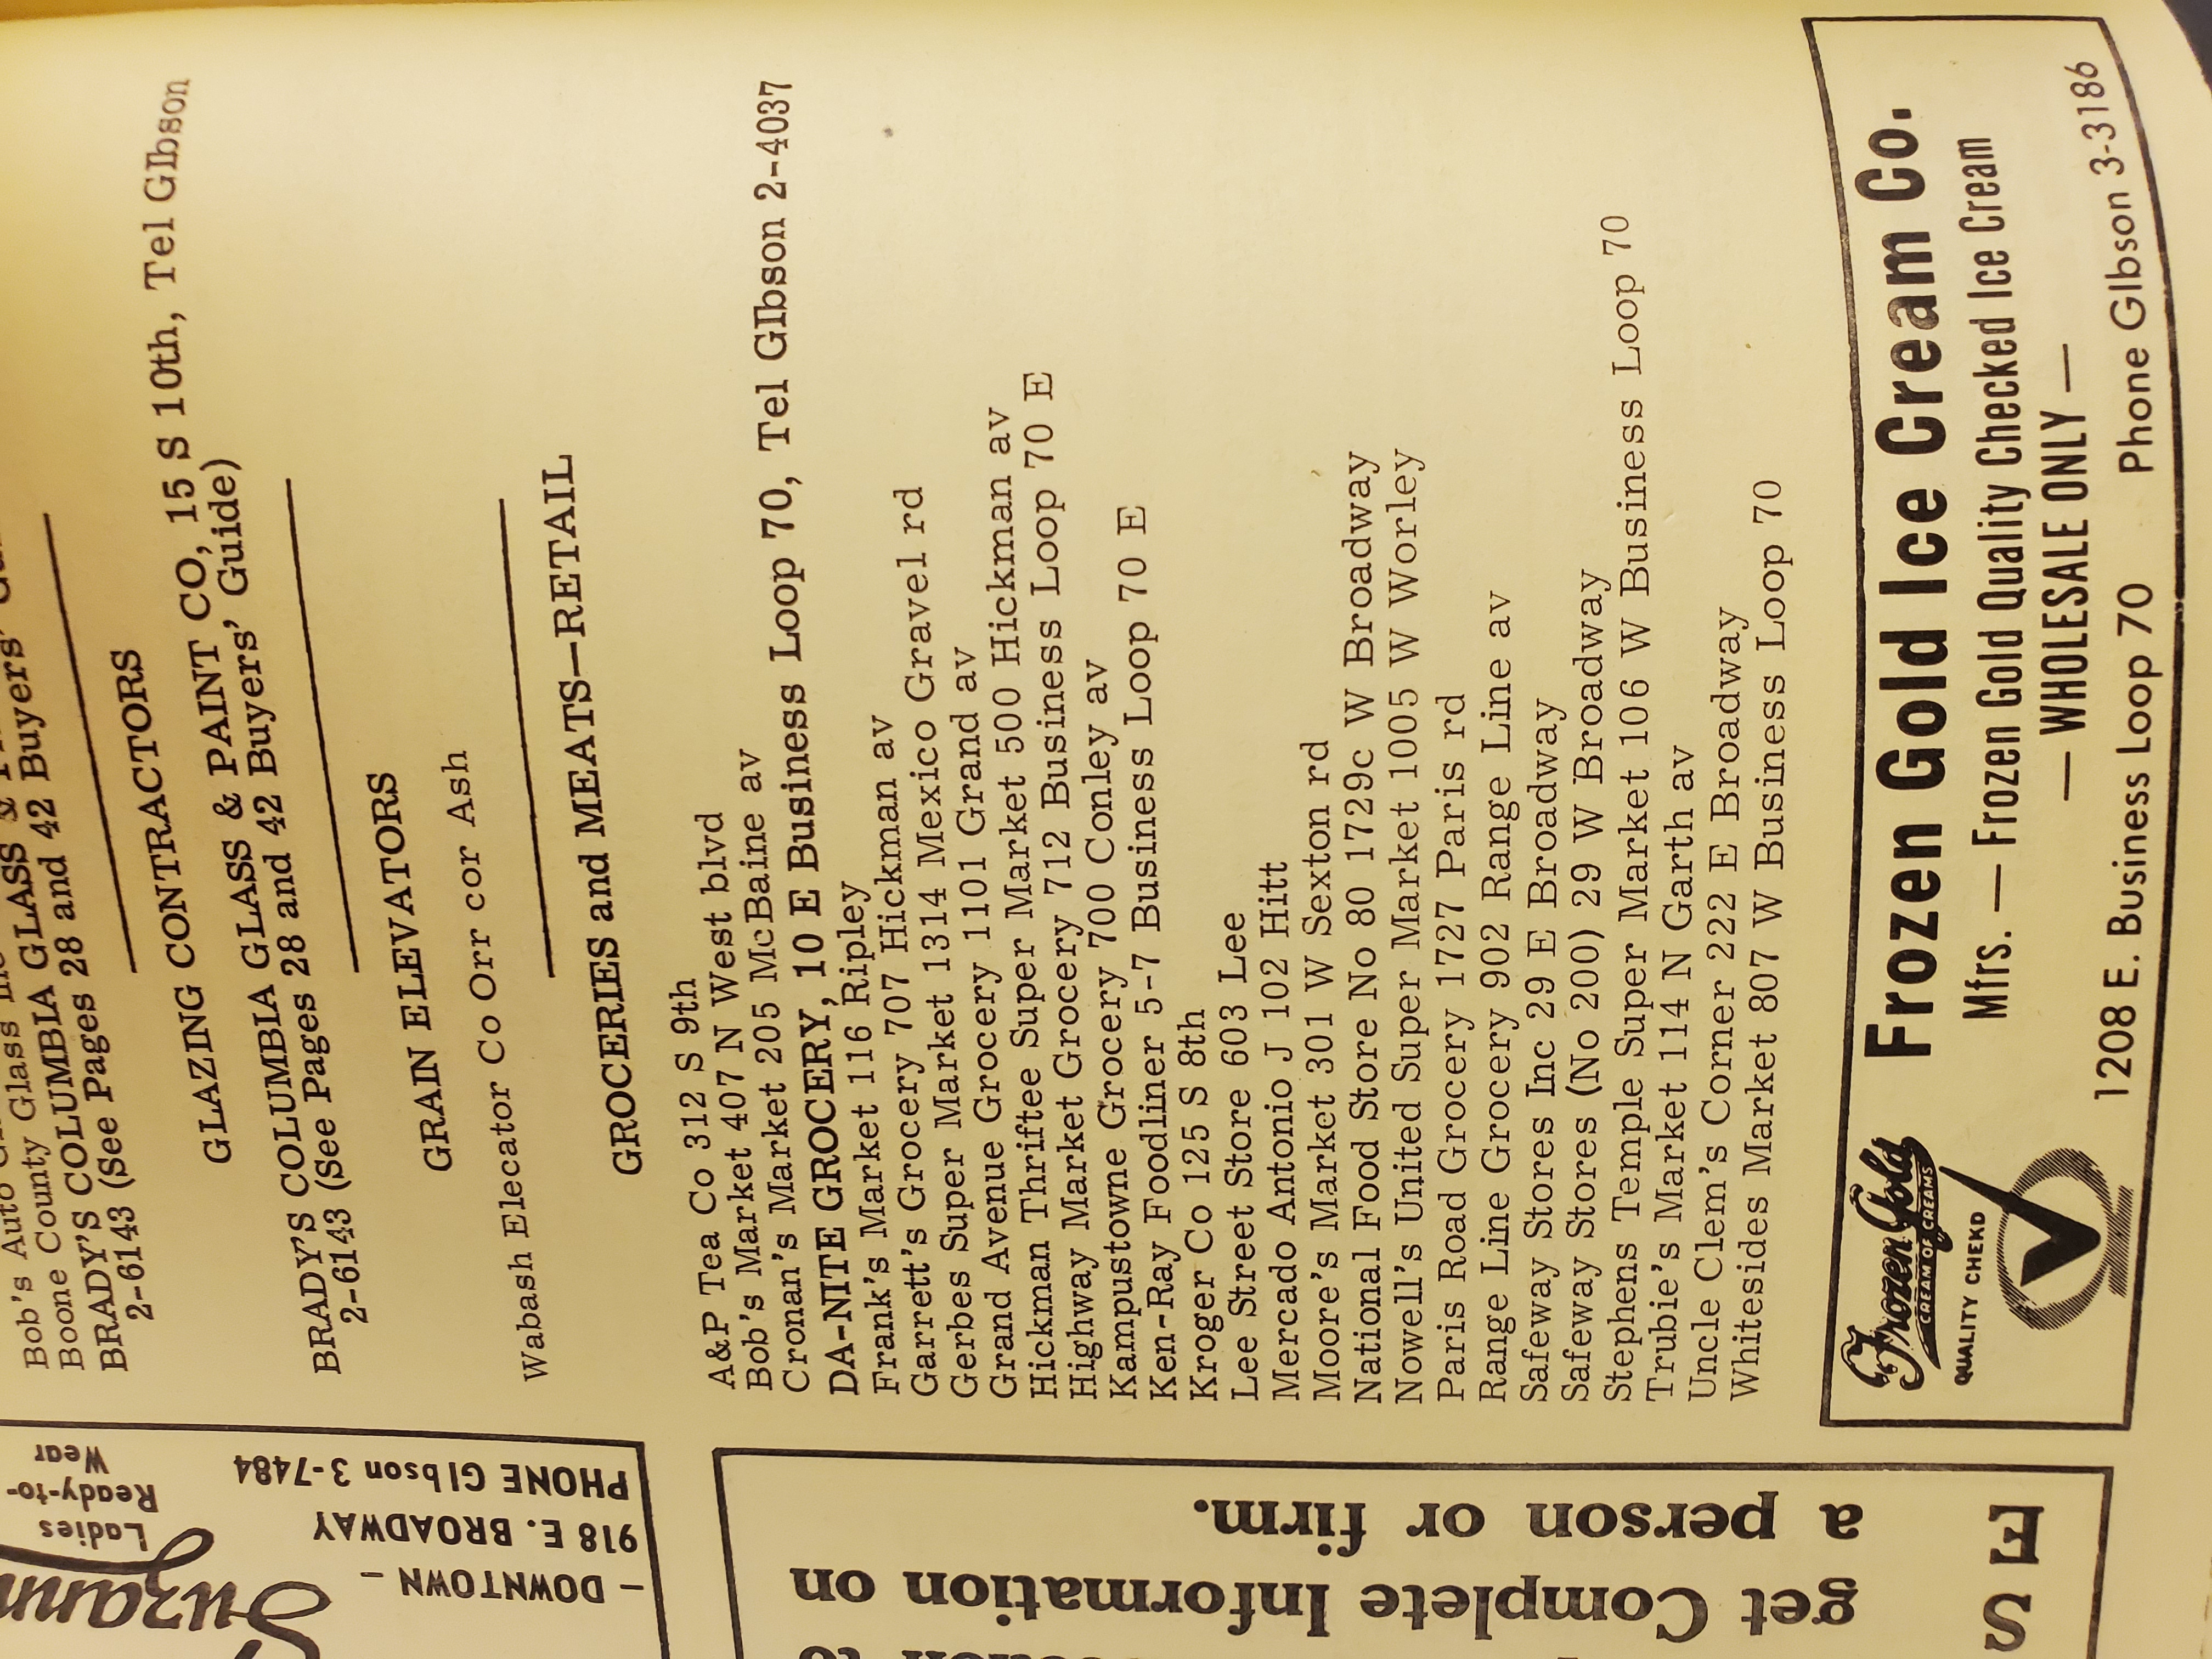 Bob's Auto
Boone County Glass
BRADY'S COLUMBIA GLASS &
2-6143 (See Pages 28 and 42 Buyers'
GLAZING CONTRACTORS
BRADY'S COLUMBIA GLASS & PAINT CO, 15 S 10th, Tel GIbson
2-6143 (See Pages 28 and 42 Buyers' Guide)
GRAIN ELEVATORS
Wabash Elecator Co Orr cor Ash
GROCERIES and MEATS—RETAIL
A&P Tea Co 312 S 9th
Bob's Market 407 N West blvd
Cronan's Market 205 McBaine av
DA-NITE GROCERY, 10 E Business Loop 70, Tel GIbson 2-4037
Frank's Market 116 Ripley
Garrett's Grocery 707 Hickman av
Gerbes Super Market 1314 Mexico Gravel rd
Grand Avenue Grocery 1101 Grand av
Hickman Thriftee Super Market 500 Hickman av
Highway Market Grocery 712 Business Loop 70 E
Kampustowne Grocery 700 Conley av
Ken-Ray Foodliner 5-7 Business Loop 70 E
Kroger Co 125 S 8th
Lee Street Store 603 Lee
Mercado Antonio J 102 Hitt
Moore's Market 301 W Sexton rd
National Food Store No 80 1729c W Broadway
Nowell's United Super Market 1005 W Worley
Paris Road Grocery 1727 Paris rd
Range Line Grocery 902 Range Line av
Safeway Stores Inc 29 E Broadway
Safeway Stores (No 200) 29 W Broadway
Stephens Temple Super Market 106 W Business Loop 70
Trubie's Market 114 N Garth av
Uncle Clem's Corner 222 E Broadway
Whitesides Market 807 W Business Loop 70
Frozen Gold
CREAM OF CREAMS
QUALITY CHEKD
Frozen Gold Ice Cream Co.
Mfrs. — Frozen Gold Quality Checked Ice Cream
— WHOLESALE ONLY —
1208 E. Business Loop 70 Phone GIbson 3-3186
Ladies
Ready-to-
Wear
— DOWNTOWN —
918 E. BROADWAY
PHONE GIbson 3-7484
get Complete Information on
a person or firm.